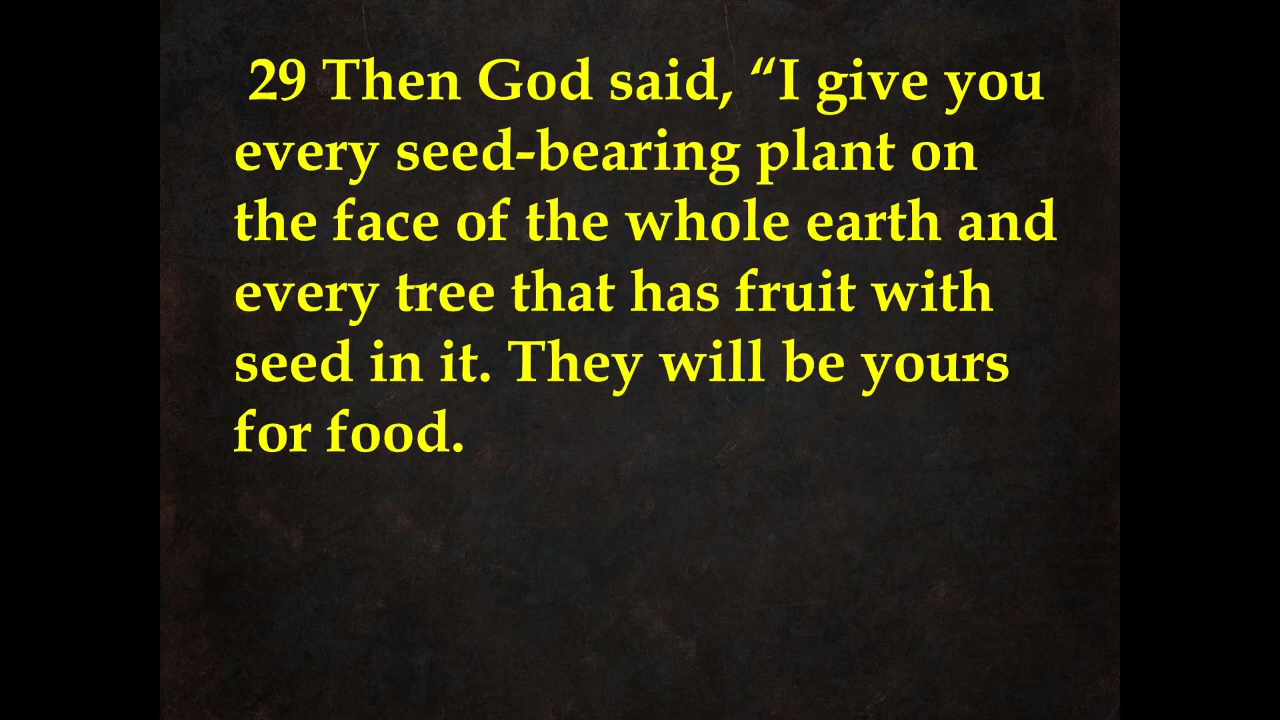 29 Then God said, “I give you
every seed-bearing plant on
the face of the whole earth and
every tree that has fruit with
seed in it. They will be yours
for food.